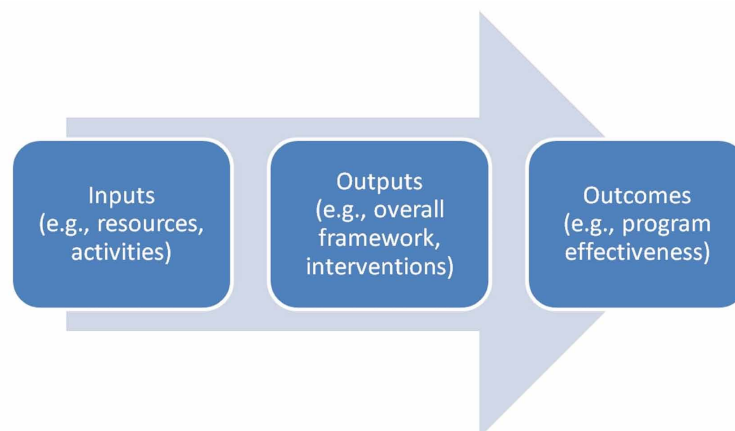 Inputs
(e.g., resources,
activities)
Outputs
(e.g., overall
framework,
interventions)
Outcomes
(e.g., program
effectiveness)